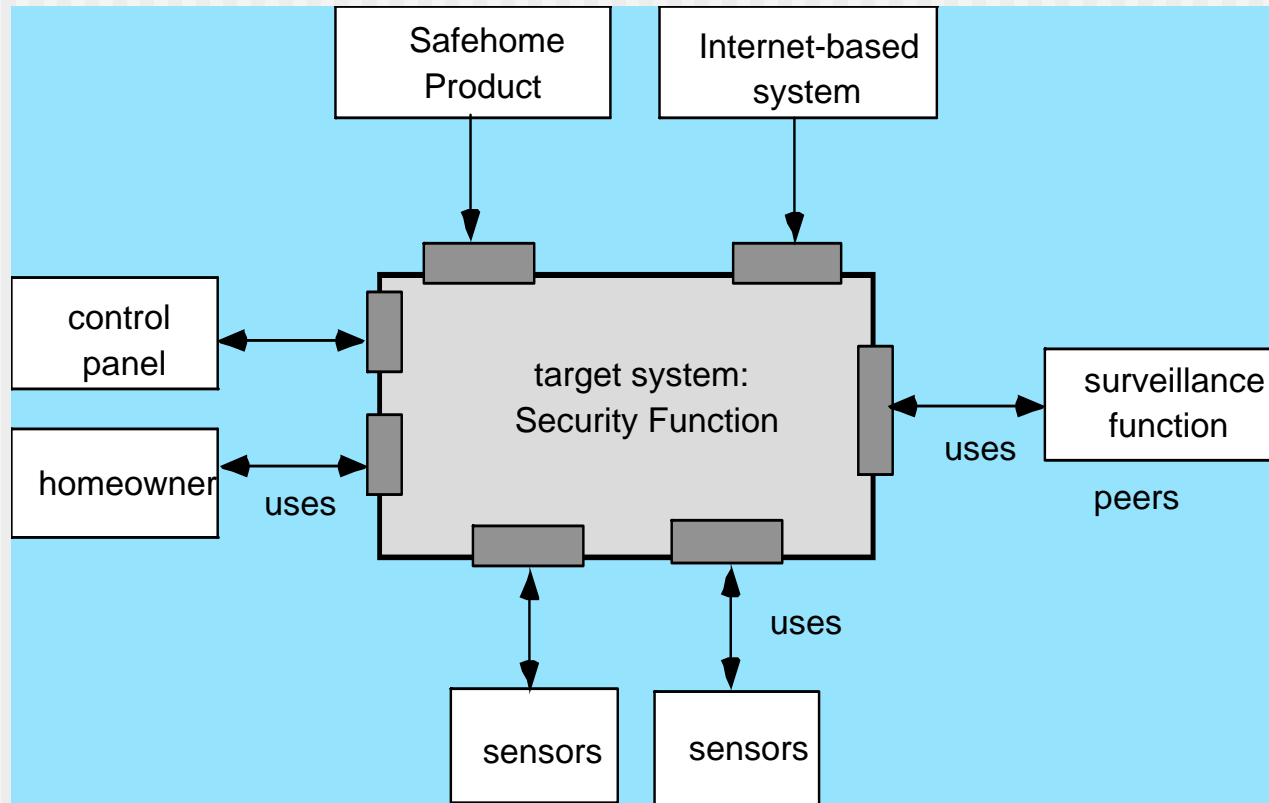 Safehome
Product
Internet-based
system
control
panel
target system:
Security Function
surveillance
function
homeowner
uses
uses
peers
uses
sensors
sensors